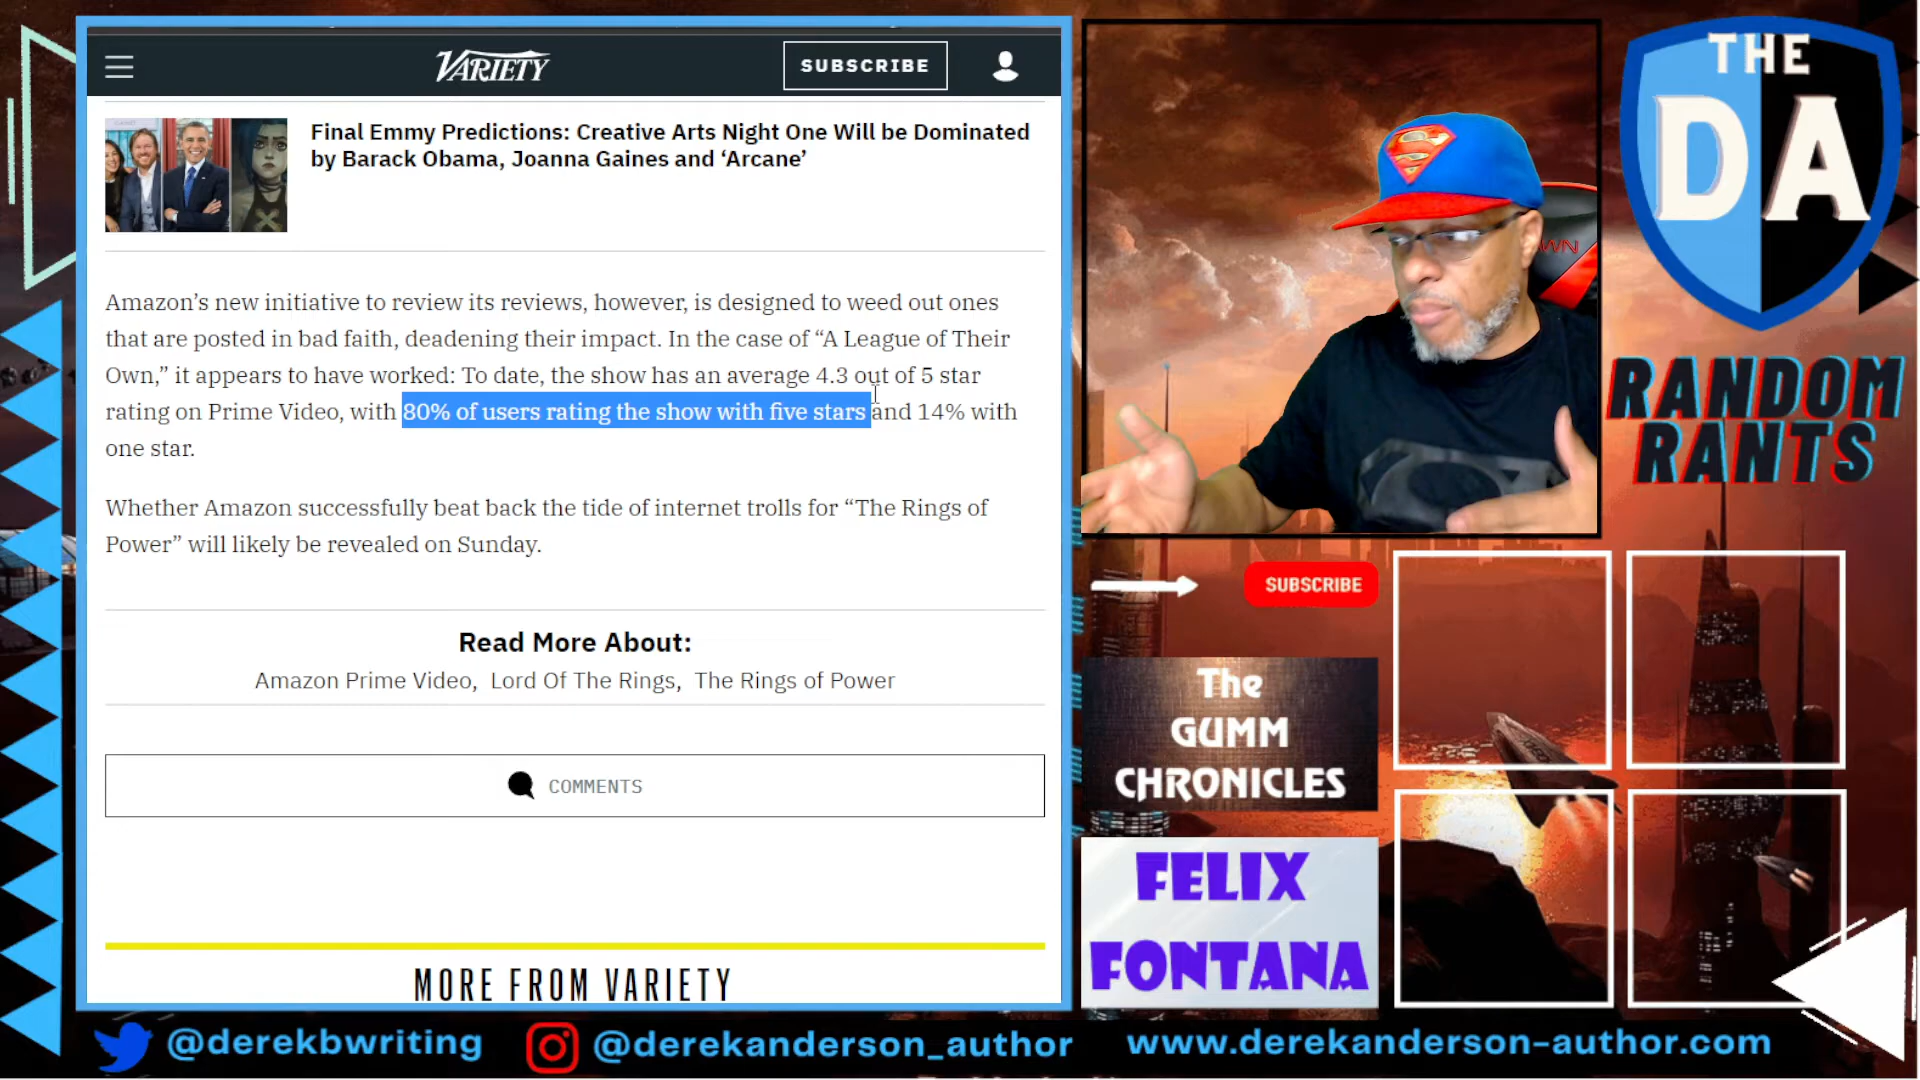 VARIETY
SUBSCRIBE
Final Emmy Predictions: Creative Arts Night One Will be Dominated
by Barack Obama, Joanna Gaines and ‘Arcane’
Amazon’s new initiative to review its reviews, however, is designed to weed out ones
that are posted in bad faith, deadening their impact. In the case of “A League of Their
Own,” it appears to have worked: To date, the show has an average 4.3 out of 5 star
rating on Prime Video, with 80% of users rating the show with five stars and 14% with
one star.
Whether Amazon successfully beat back the tide of internet trolls for “The Rings of
Power” will likely be revealed on Sunday.
Read More About:
Amazon Prime Video, Lord Of The Rings, The Rings of Power
COMMENTS
MORE FROM VARIETY
THE
DA
RANDOM
RANTS
WN
SUBSCRIBE
The
GUMM
CHRONICLES
FELIX
FONTANA
@derekbwriting
@derekanderson_author
www.derekanderson-author.com